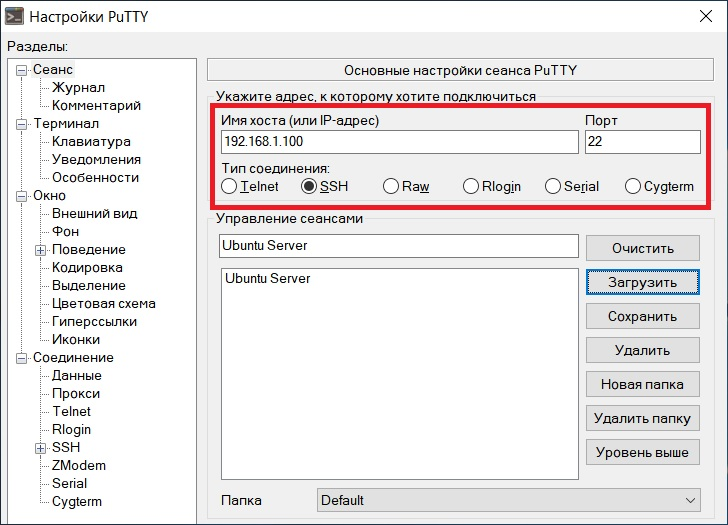 Настройки PuTTY
Разделы:
Сеанс
Журнал
Комментарий
Терминал
Клавиатура
Уведомления
Особенности
Окно
Внешний вид
Фон
Поведение
Кодировка
Выделение
Цветовая схема
Гиперссылки
Иконки
Соединение
Данные
Прокси
Telnet
Rlogin
SSH
ZModem
Serial
Cygterm
Основные настройки сеанса PuTTY
Укажите адрес, к которому хотите подключиться
Имя хоста (или IP-адрес) Порт
192.168.1.100 22
Тип соединения:
Telnet SSH Raw Rlogin Serial Cygterm
Управление сеансами
Ubuntu Server
Ubuntu Server
Очистить
Загрузить
Сохранить
Удалить
Новая папка
Удалить папку
Уровень выше
Папка Default